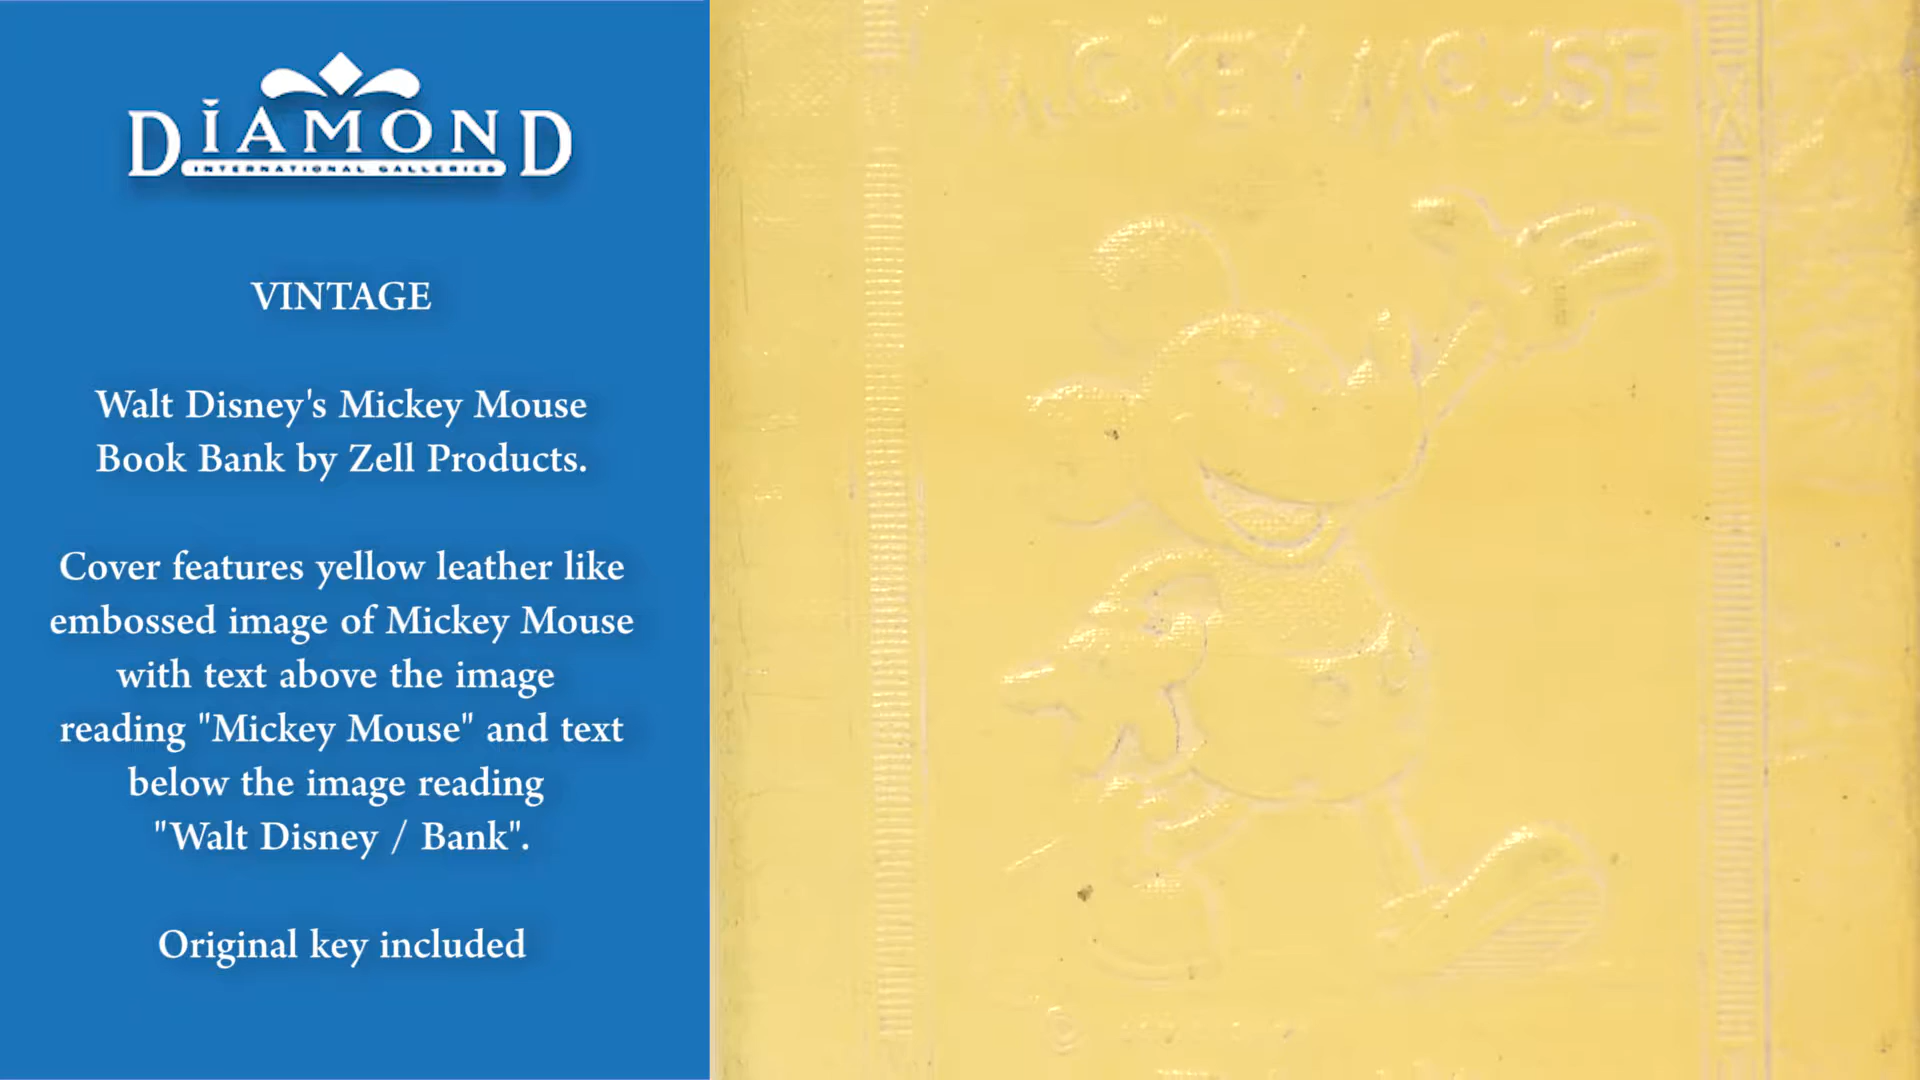 DIAMOND
INTERNATIONAL GALLERIES
VINTAGE
Walt Disney's Mickey Mouse
Book Bank by Zell Products.
Cover features yellow leather like
embossed image of Mickey Mouse
with text above the image
reading "Mickey Mouse" and text
below the image reading
"Walt Disney / Bank".
Original key included
MICKEY MOUSE